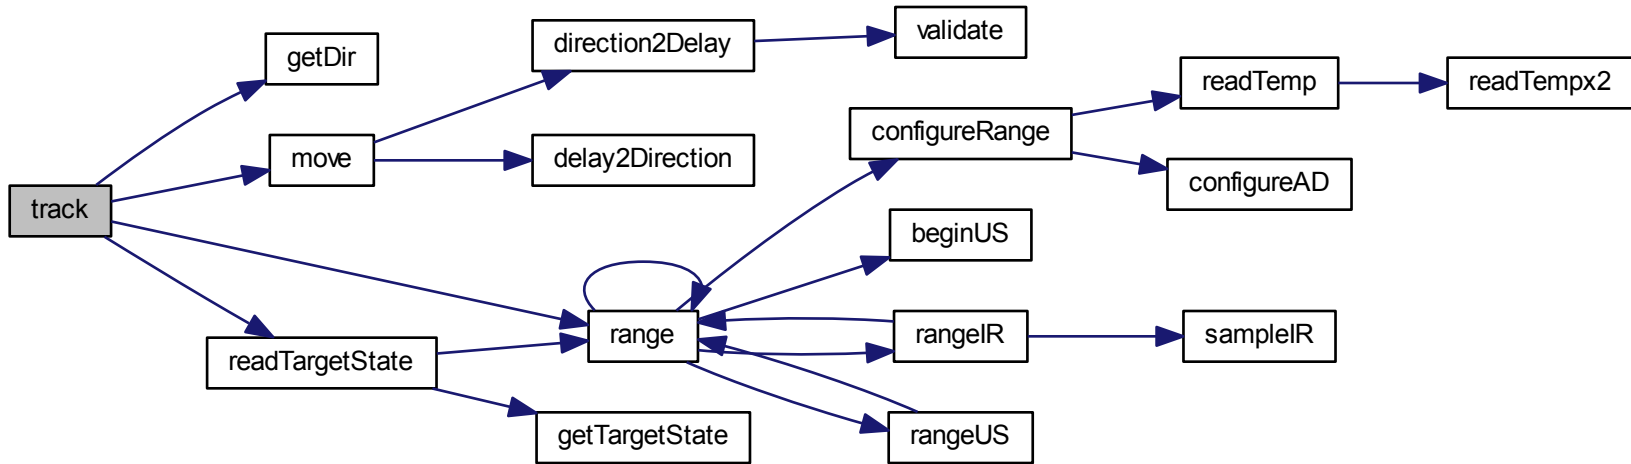 track
getDir
move
readTargetState
direction2Delay
delay2Direction
range
getTargetState
validate
configureRange
beginUS
rangeIR
rangeUS
readTemp
configureAD
sampleIR
readTempx2